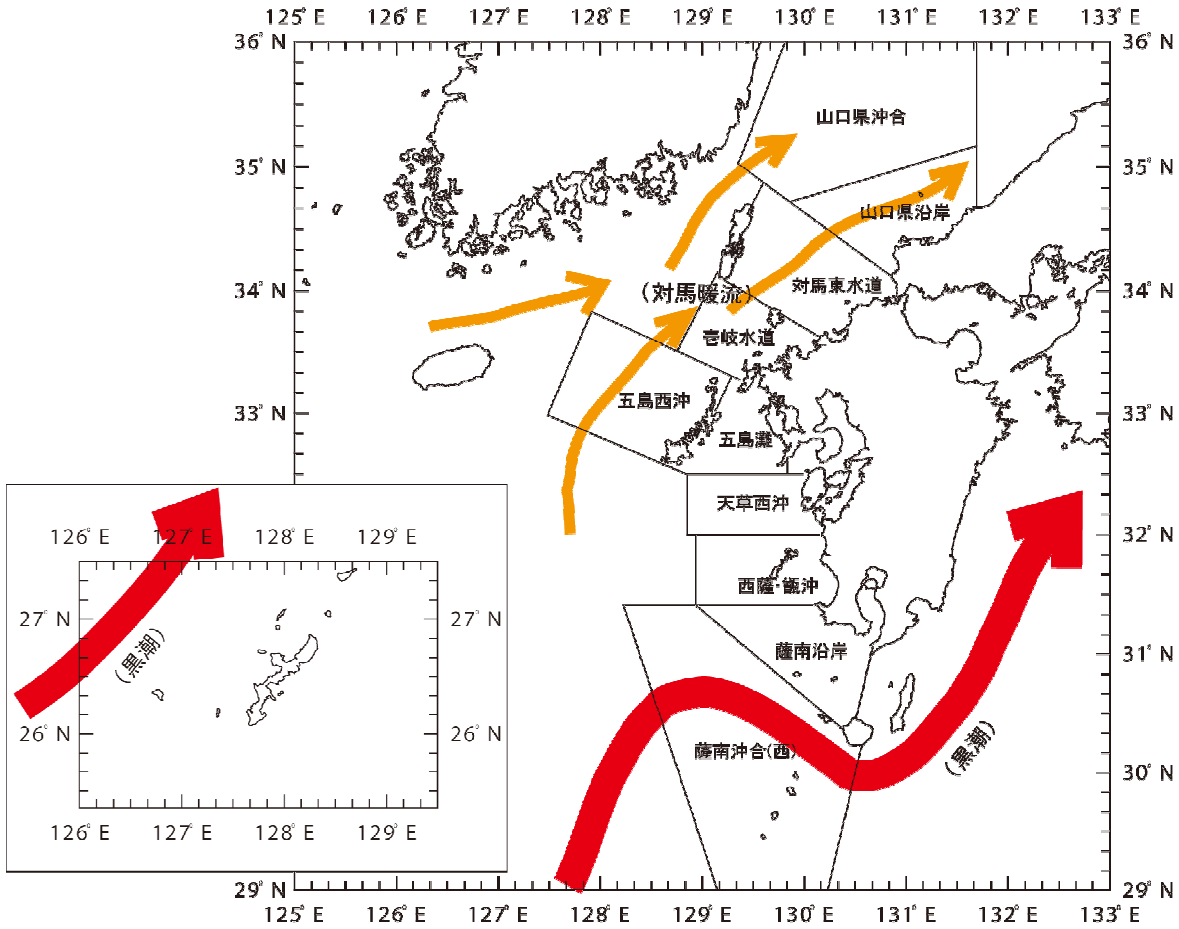 125°E 126°E 127°E 128°E 129°E 130°E 131°E 132°E 133°E
36°N 36°N
山口県沖合
35°N 35°N
山口県沿岸
34°N (対馬暖流) 対馬東水道 34°N
壱岐水道
33°N 五島西沖 33°N
五島灘
32°N 天草西沖 32°N
西薩・甑沖
31°N
薩南沿岸
薩南沖合(西) (黒潮)
30°N
29°N 29°N
125°E 126°E 127°E 128°E 129°E 130°E 131°E 132°E 133°E
126°E 127°E 128°E 129°E
27°N 27°N
(黒潮)
26°N 26°N
126°E 127°E 128°E 129°E